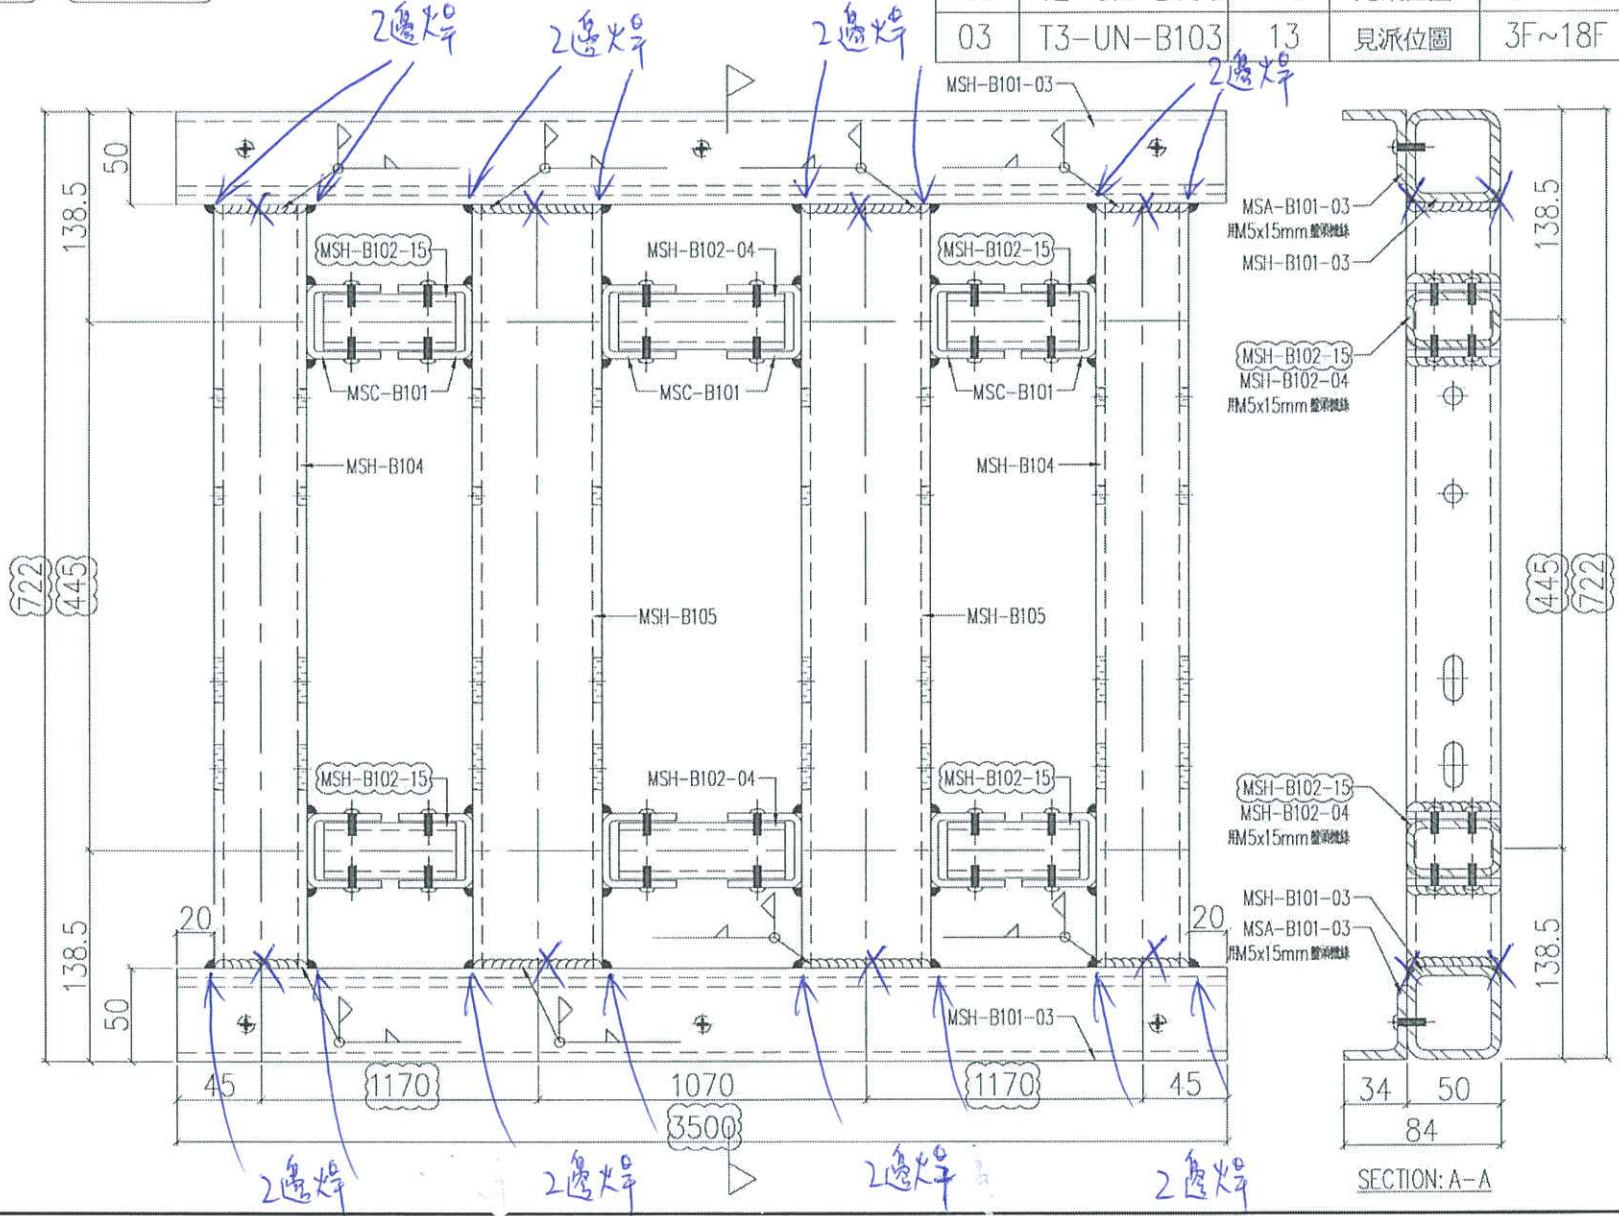 03 T3-UN-B103 13 見派位圖 3F~18F
2邊焊
2邊焊
2邊焊
2邊焊
MSH-B101-03
50
138.5
722
445
138.5
50
20
MSH-B102-15
MSH-B102-04
MSH-B102-15
MSC-B101
MSC-B101
MSC-B101
MSH-B104
MSH-B104
MSH-B105
MSH-B105
MSH-B102-15
MSH-B102-04
MSH-B102-15
20
MSH-B101-03
45
1170
1070
1170
45
3500
2邊焊
2邊焊
2邊焊
2邊焊
MSA-B101-03
用M5x15mm
MSH-B101-03
MSH-B102-15
MSH-B102-04
用M5x15mm
MSH-B102-15
MSH-B102-04
用M5x15mm
MSH-B101-03
MSA-B101-03
用M5x15mm
138.5
445
722
138.5
34
50
84
SECTION: A-A